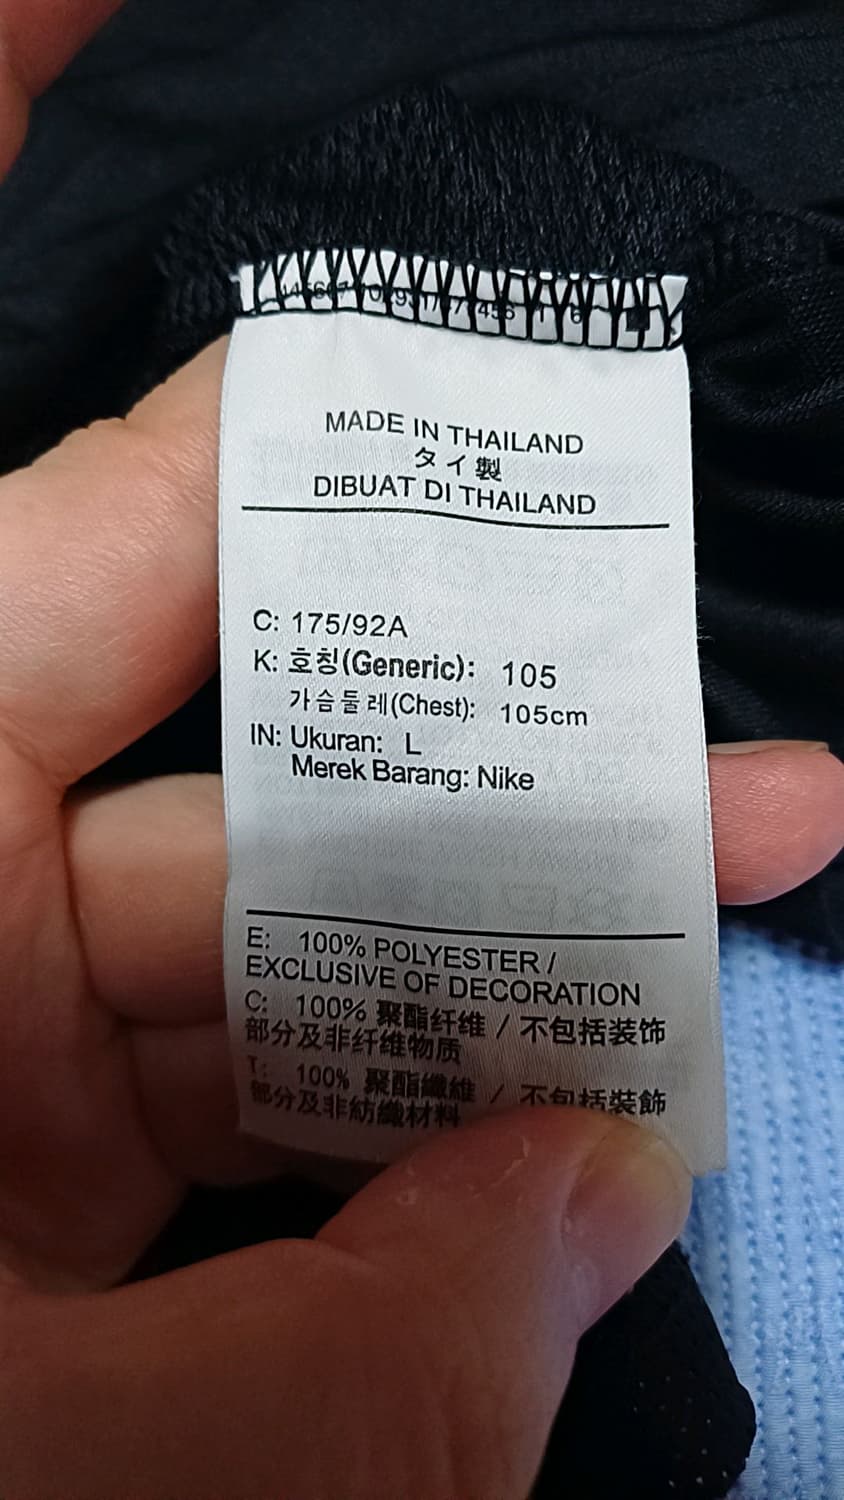 MADE IN THAILAND
タイ製
DIBUAT DI THAILAND
C: 175/92A
K: 호칭(Generic): 105
가슴둘레(Chest): 105cm
IN: Ukuran: L
Merek Barang: Nike
E: 100% POLYESTER /
EXCLUSIVE OF DECORATION
C: 100% 聚酯纤维 / 不包括装饰
部分及非纤维物质
T: 100% 聚酯纖維 / 不包括裝飾
部分及非紡織材料